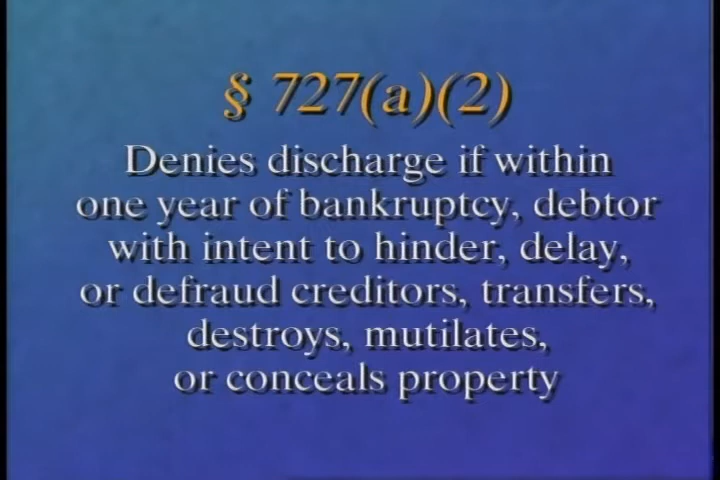 § 727(a)(2)
Denies discharge if within
one year of bankruptcy, debtor
with intent to hinder, delay,
or defraud creditors, transfers,
destroys, mutilates,
or conceals property